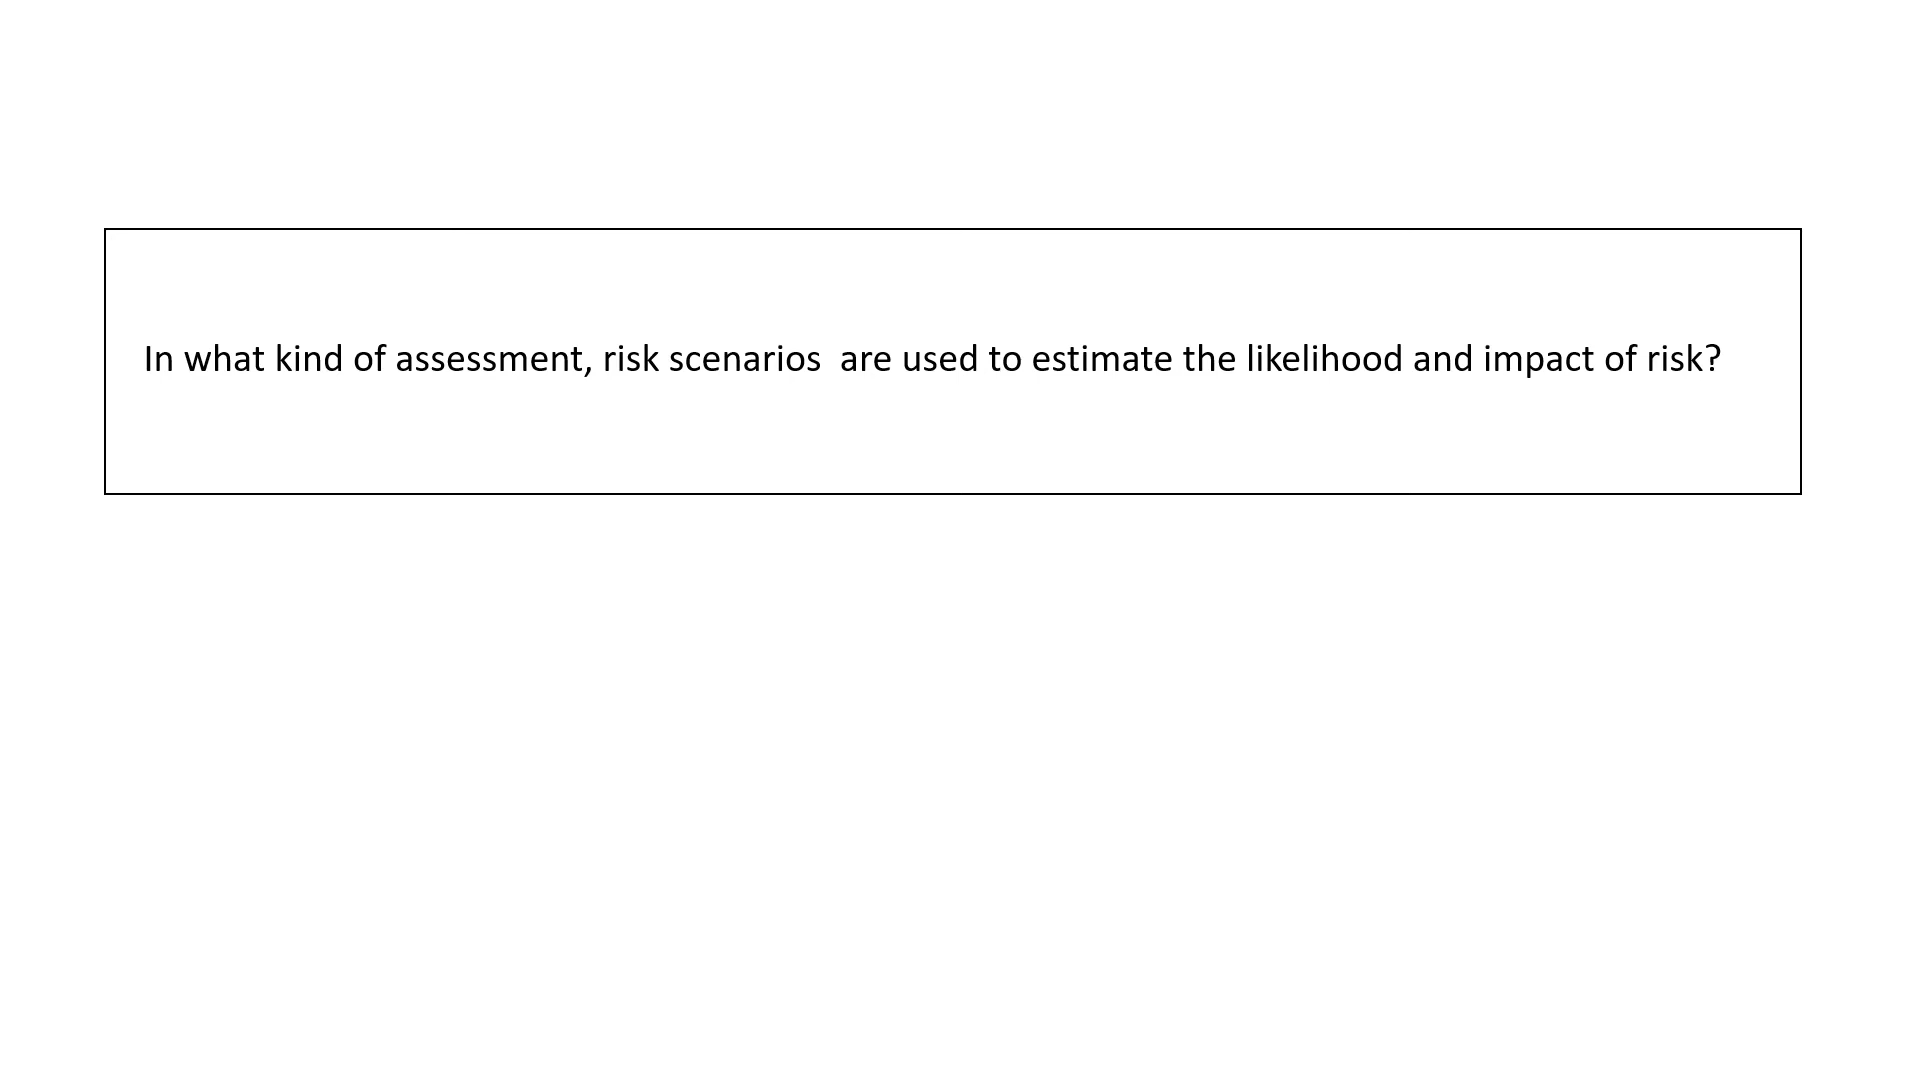 In what kind of assessment, risk scenarios  are used to estimate the likelihood and impact of risk?